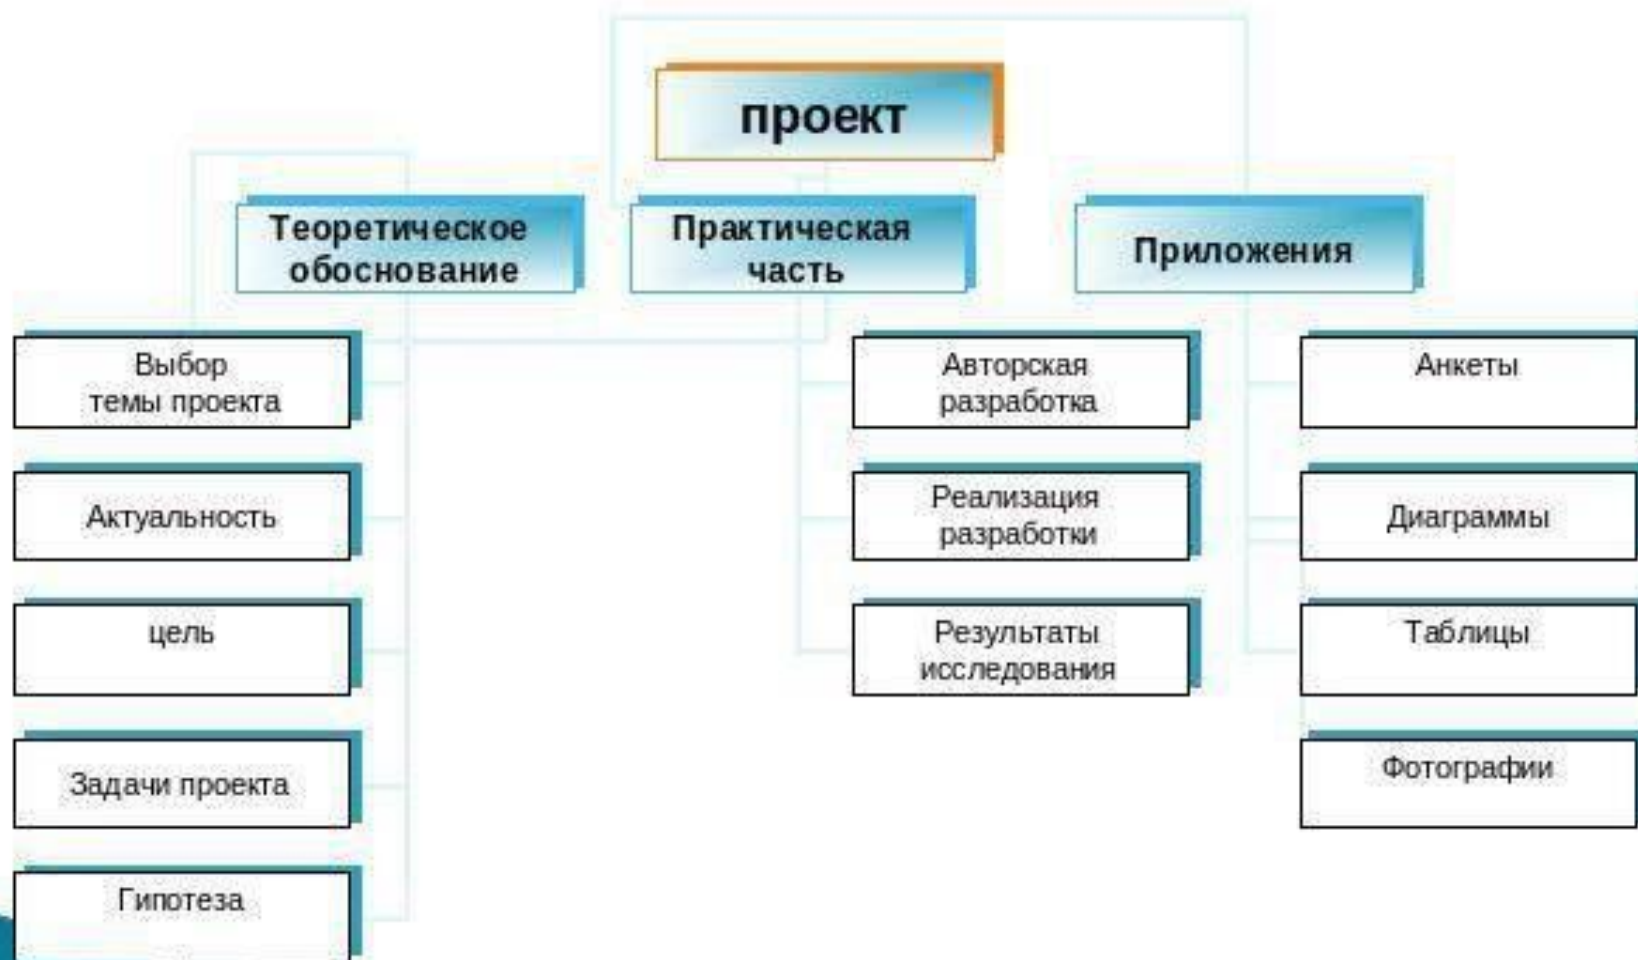 проект
Теоретическое
обоснование
Практическая
часть
Приложения
Выбор
темы проекта
Актуальность
цель
Задачи проекта
Гипотеза
Авторская
разработка
Реализация
разработки
Результаты
исследования
Анкеты
Диаграммы
Таблицы
Фотографии